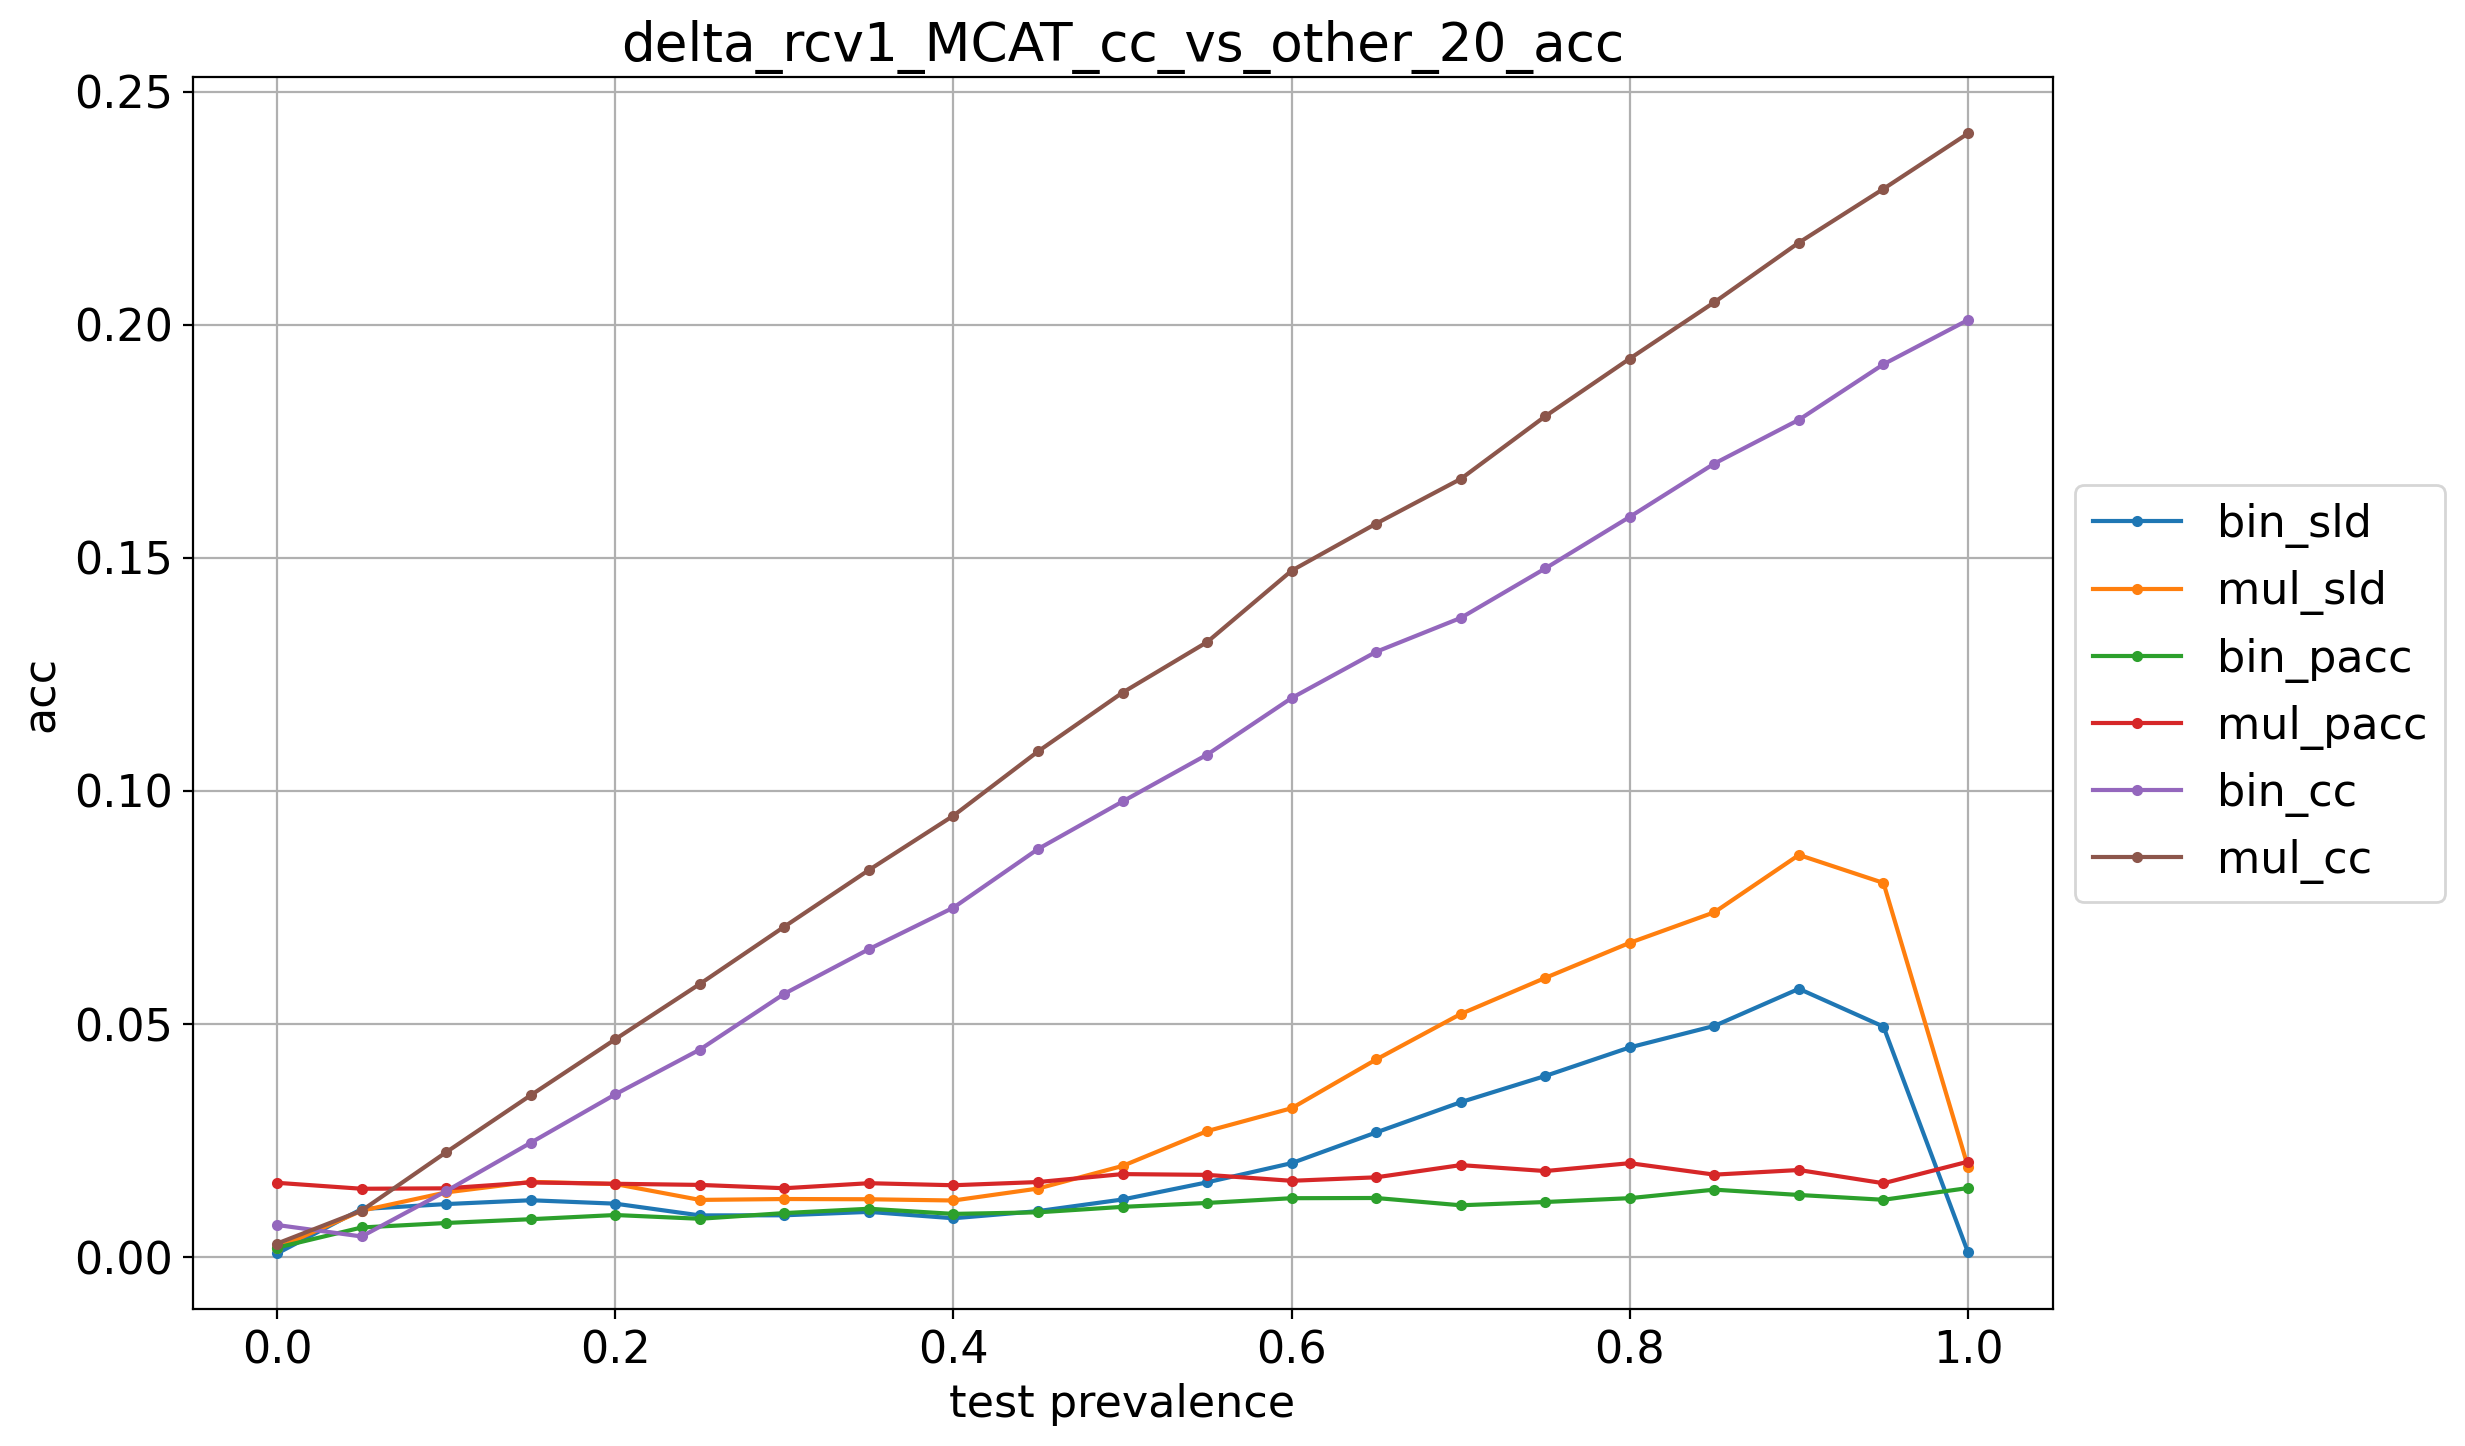 delta_rcv1_MCAT_cc_vs_other_20_acc
0.25
0.20
0.15
0.10
0.05
0.00
acc
0.0 0.2 0.4 0.6 0.8 1.0
test prevalence
bin_sld
mul_sld
bin_pacc
mul_pacc
bin_cc
mul_cc